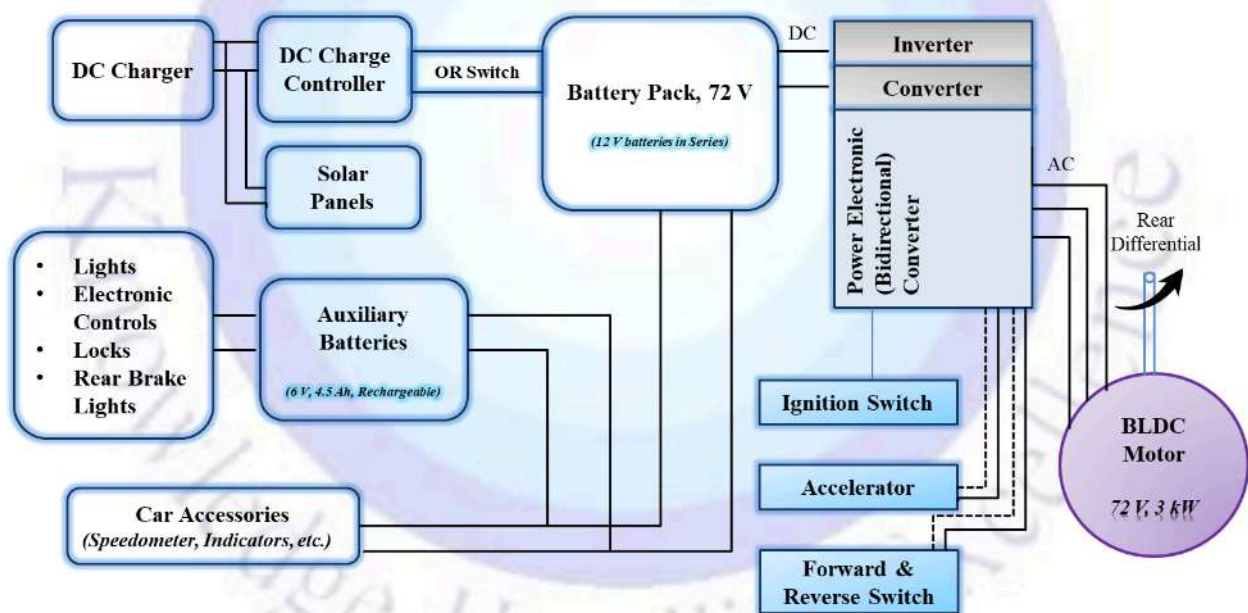 DC Charger
DC Charge
Controller
OR Switch
Battery Pack, 72 V
(12 V batteries in Series)
DC
Inverter
Converter
Power Electronic
(Bidirectional)
Converter
AC
Rear
Differential
Solar
Panels
• Lights
• Electronic
Controls
• Locks
• Rear Brake
Lights
Auxiliary
Batteries
(6 V, 4.5 Ah, Rechargeable)
Ignition Switch
BLDC
Motor
72 V, 3 kW
Accelerator
Car Accessories
(Speedometer, Indicators, etc.)
Forward &
Reverse Switch